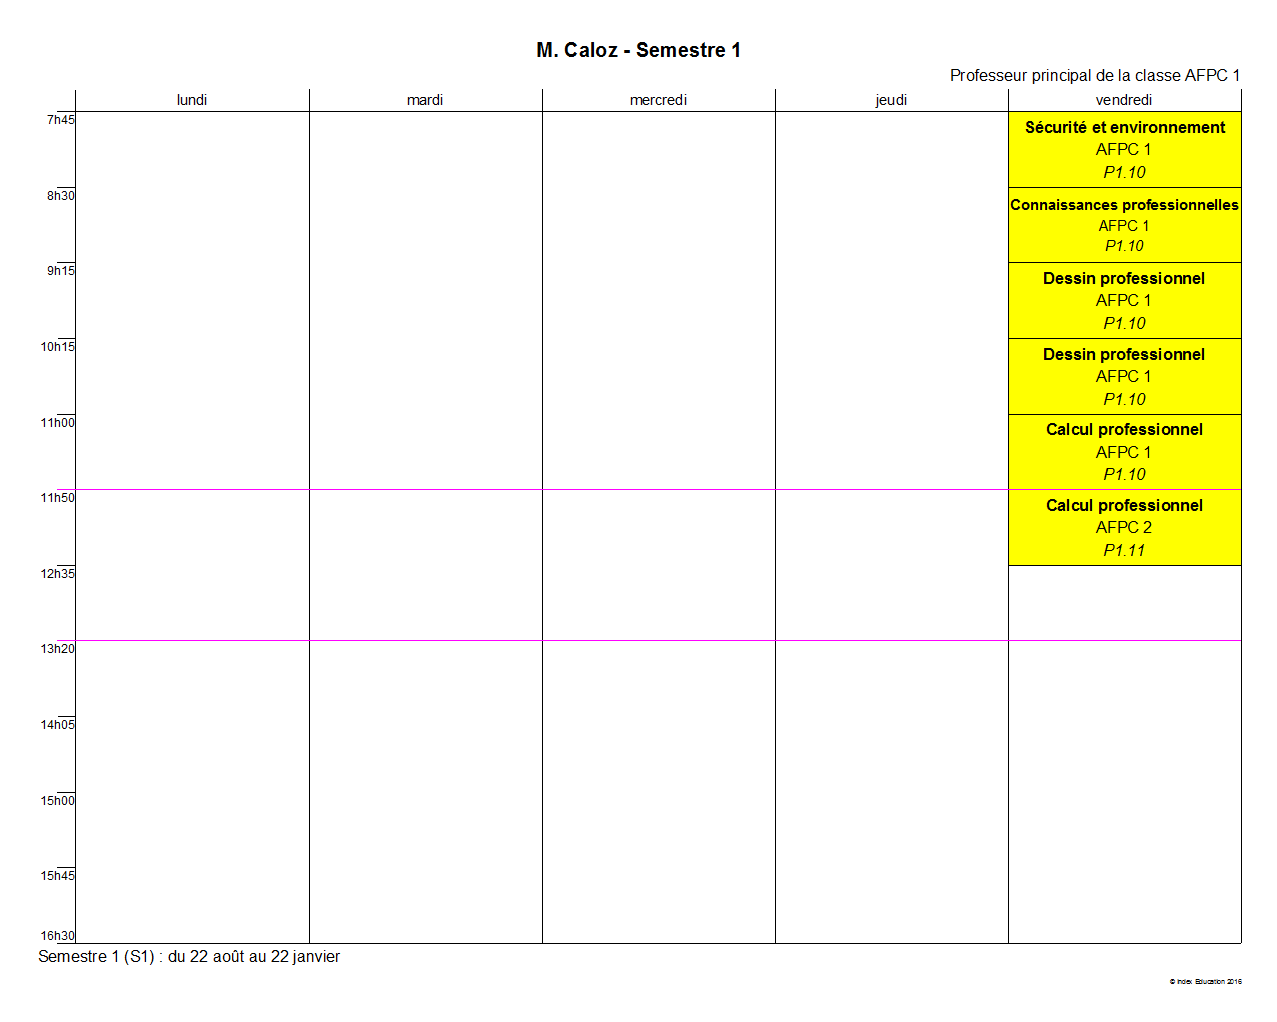 M. Caloz - Semestre 1
Professeur principal de la classe AFPC 1
lundi mardi mercredi jeudi vendredi
7h45
Sécurité et environnement
AFPC 1
P1.10
8h30
Connaissances professionnelles
AFPC 1
P1.10
9h15
Dessin professionnel
AFPC 1
P1.10
10h15
Dessin professionnel
AFPC 1
P1.10
11h00
Calcul professionnel
AFPC 1
P1.10
11h50
Calcul professionnel
AFPC 2
P1.11
12h35
13h20
14h05
15h00
15h45
16h30
Semestre 1 (S1) : du 22 août au 22 janvier
© Index Education 2016